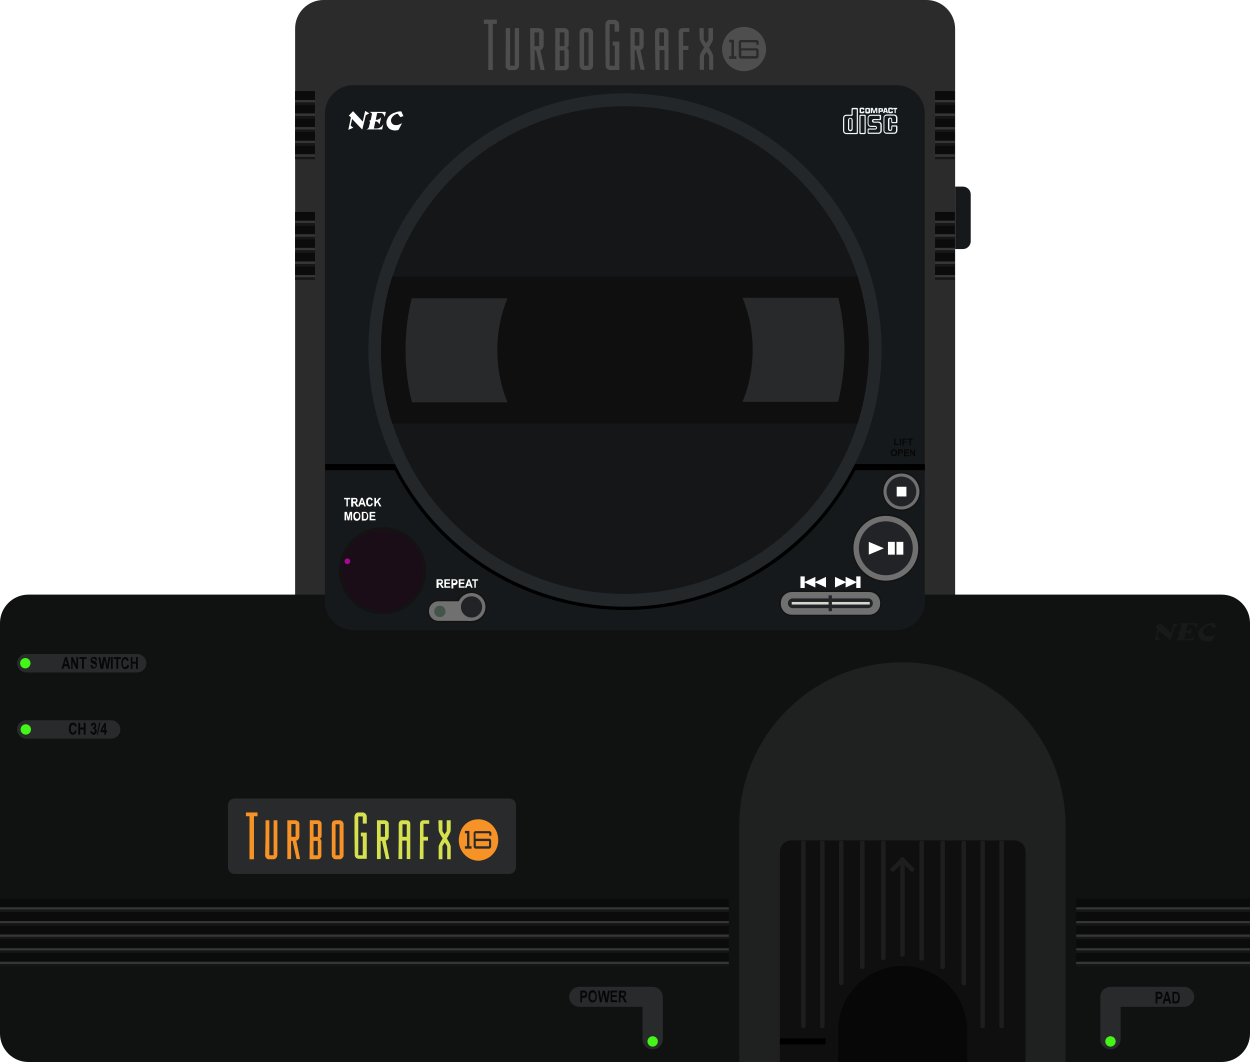 TURBOGRAFX 16
NEC
COMPACT
disc
LIFT
OPEN
TRACK
MODE
REPEAT
NEC
ANT SWITCH
CH 3/4
TURBOGRAFX 16
POWER
PAD